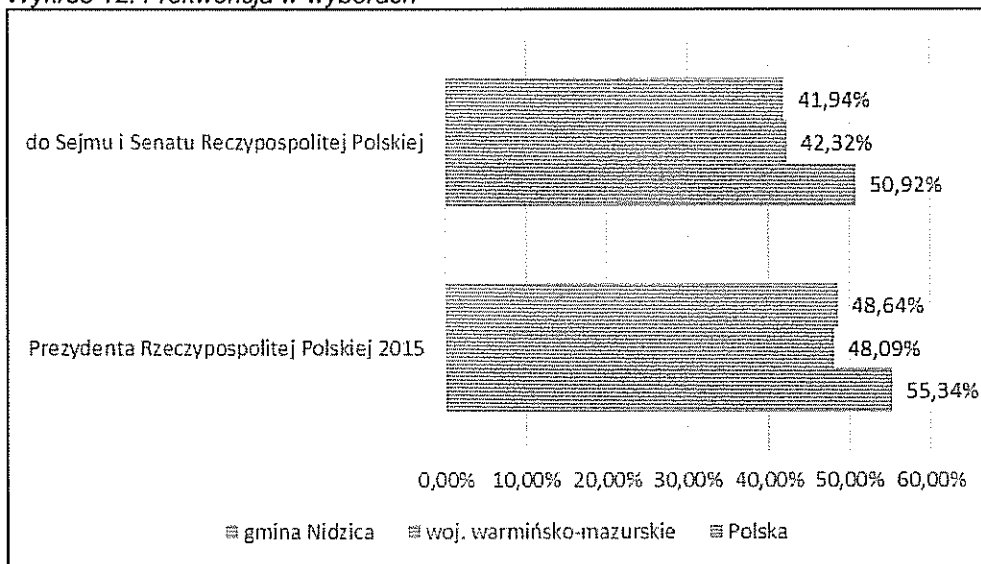 41,94%
do Sejmu i Senatu Reczypospolitej Polskiej
42,32%
50,92%
48,64%
Prezydenta Rzeczypospolitej Polskiej 2015
48,09%
55,34%
0,00% 10,00% 20,00% 30,00% 40,00% 50,00% 60,00%
gmina Nidzica woj. warmińsko-mazurskie Polska